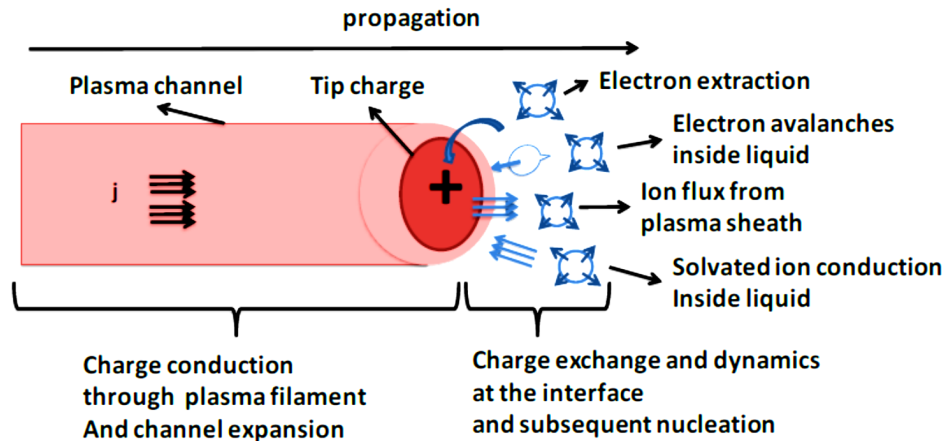 propagation
Plasma channel
Tip charge
Electron extraction
Electron avalanches
inside liquid
Ion flux from
plasma sheath
Solvated ion conduction
Inside liquid
j
+
Charge conduction
through plasma filament
And channel expansion
Charge exchange and dynamics
at the interface
and subsequent nucleation